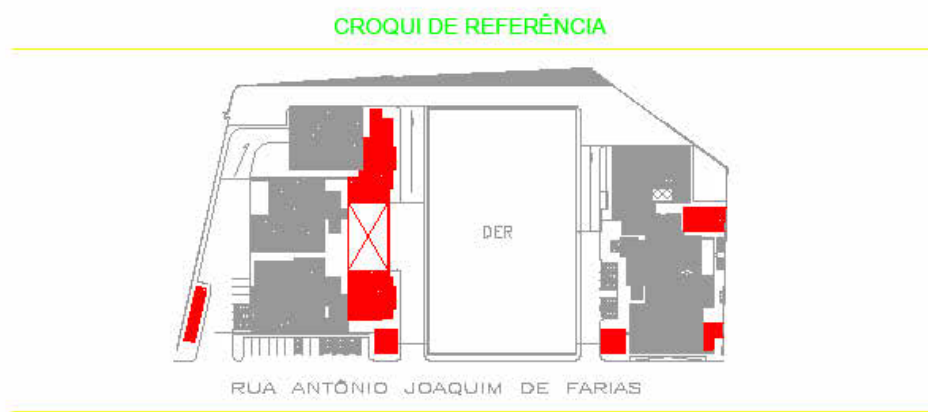 CROQUI DE REFERÊNCIA
DER
RUA ANTÔNIO JOAQUIM DE FARIAS